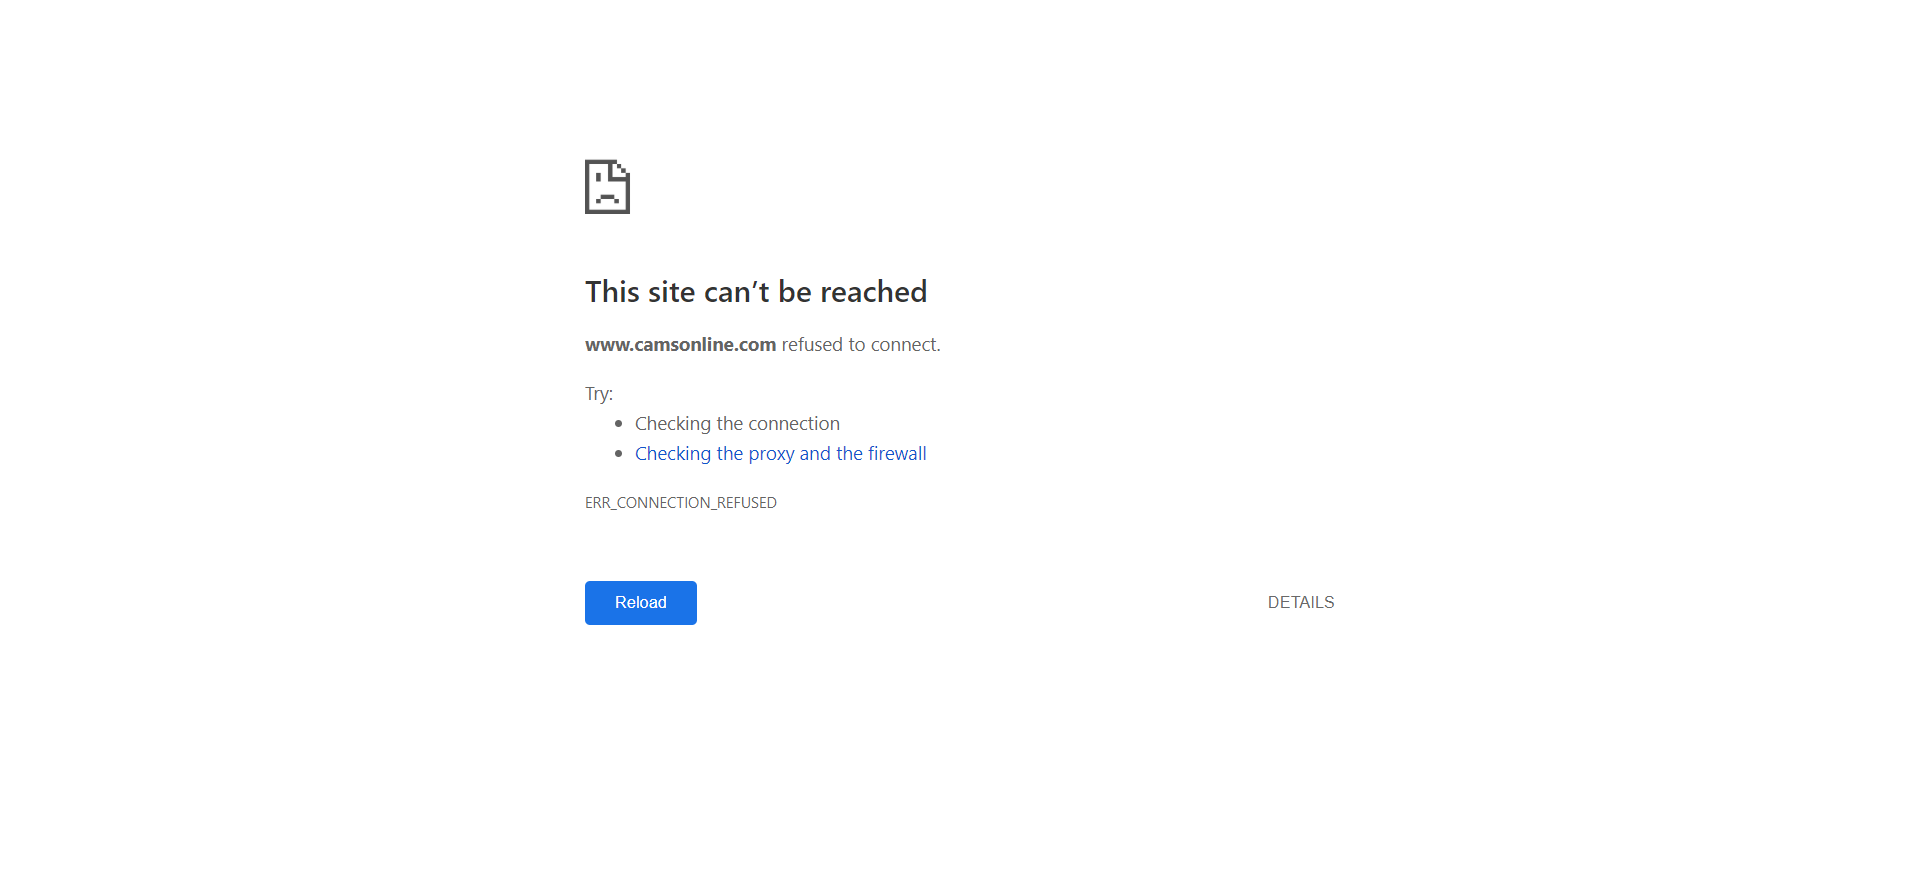 This site can’t be reached
www.camsonline.com refused to connect.
Try:
Checking the connection
Checking the proxy and the firewall
ERR_CONNECTION_REFUSED
Reload
DETAILS